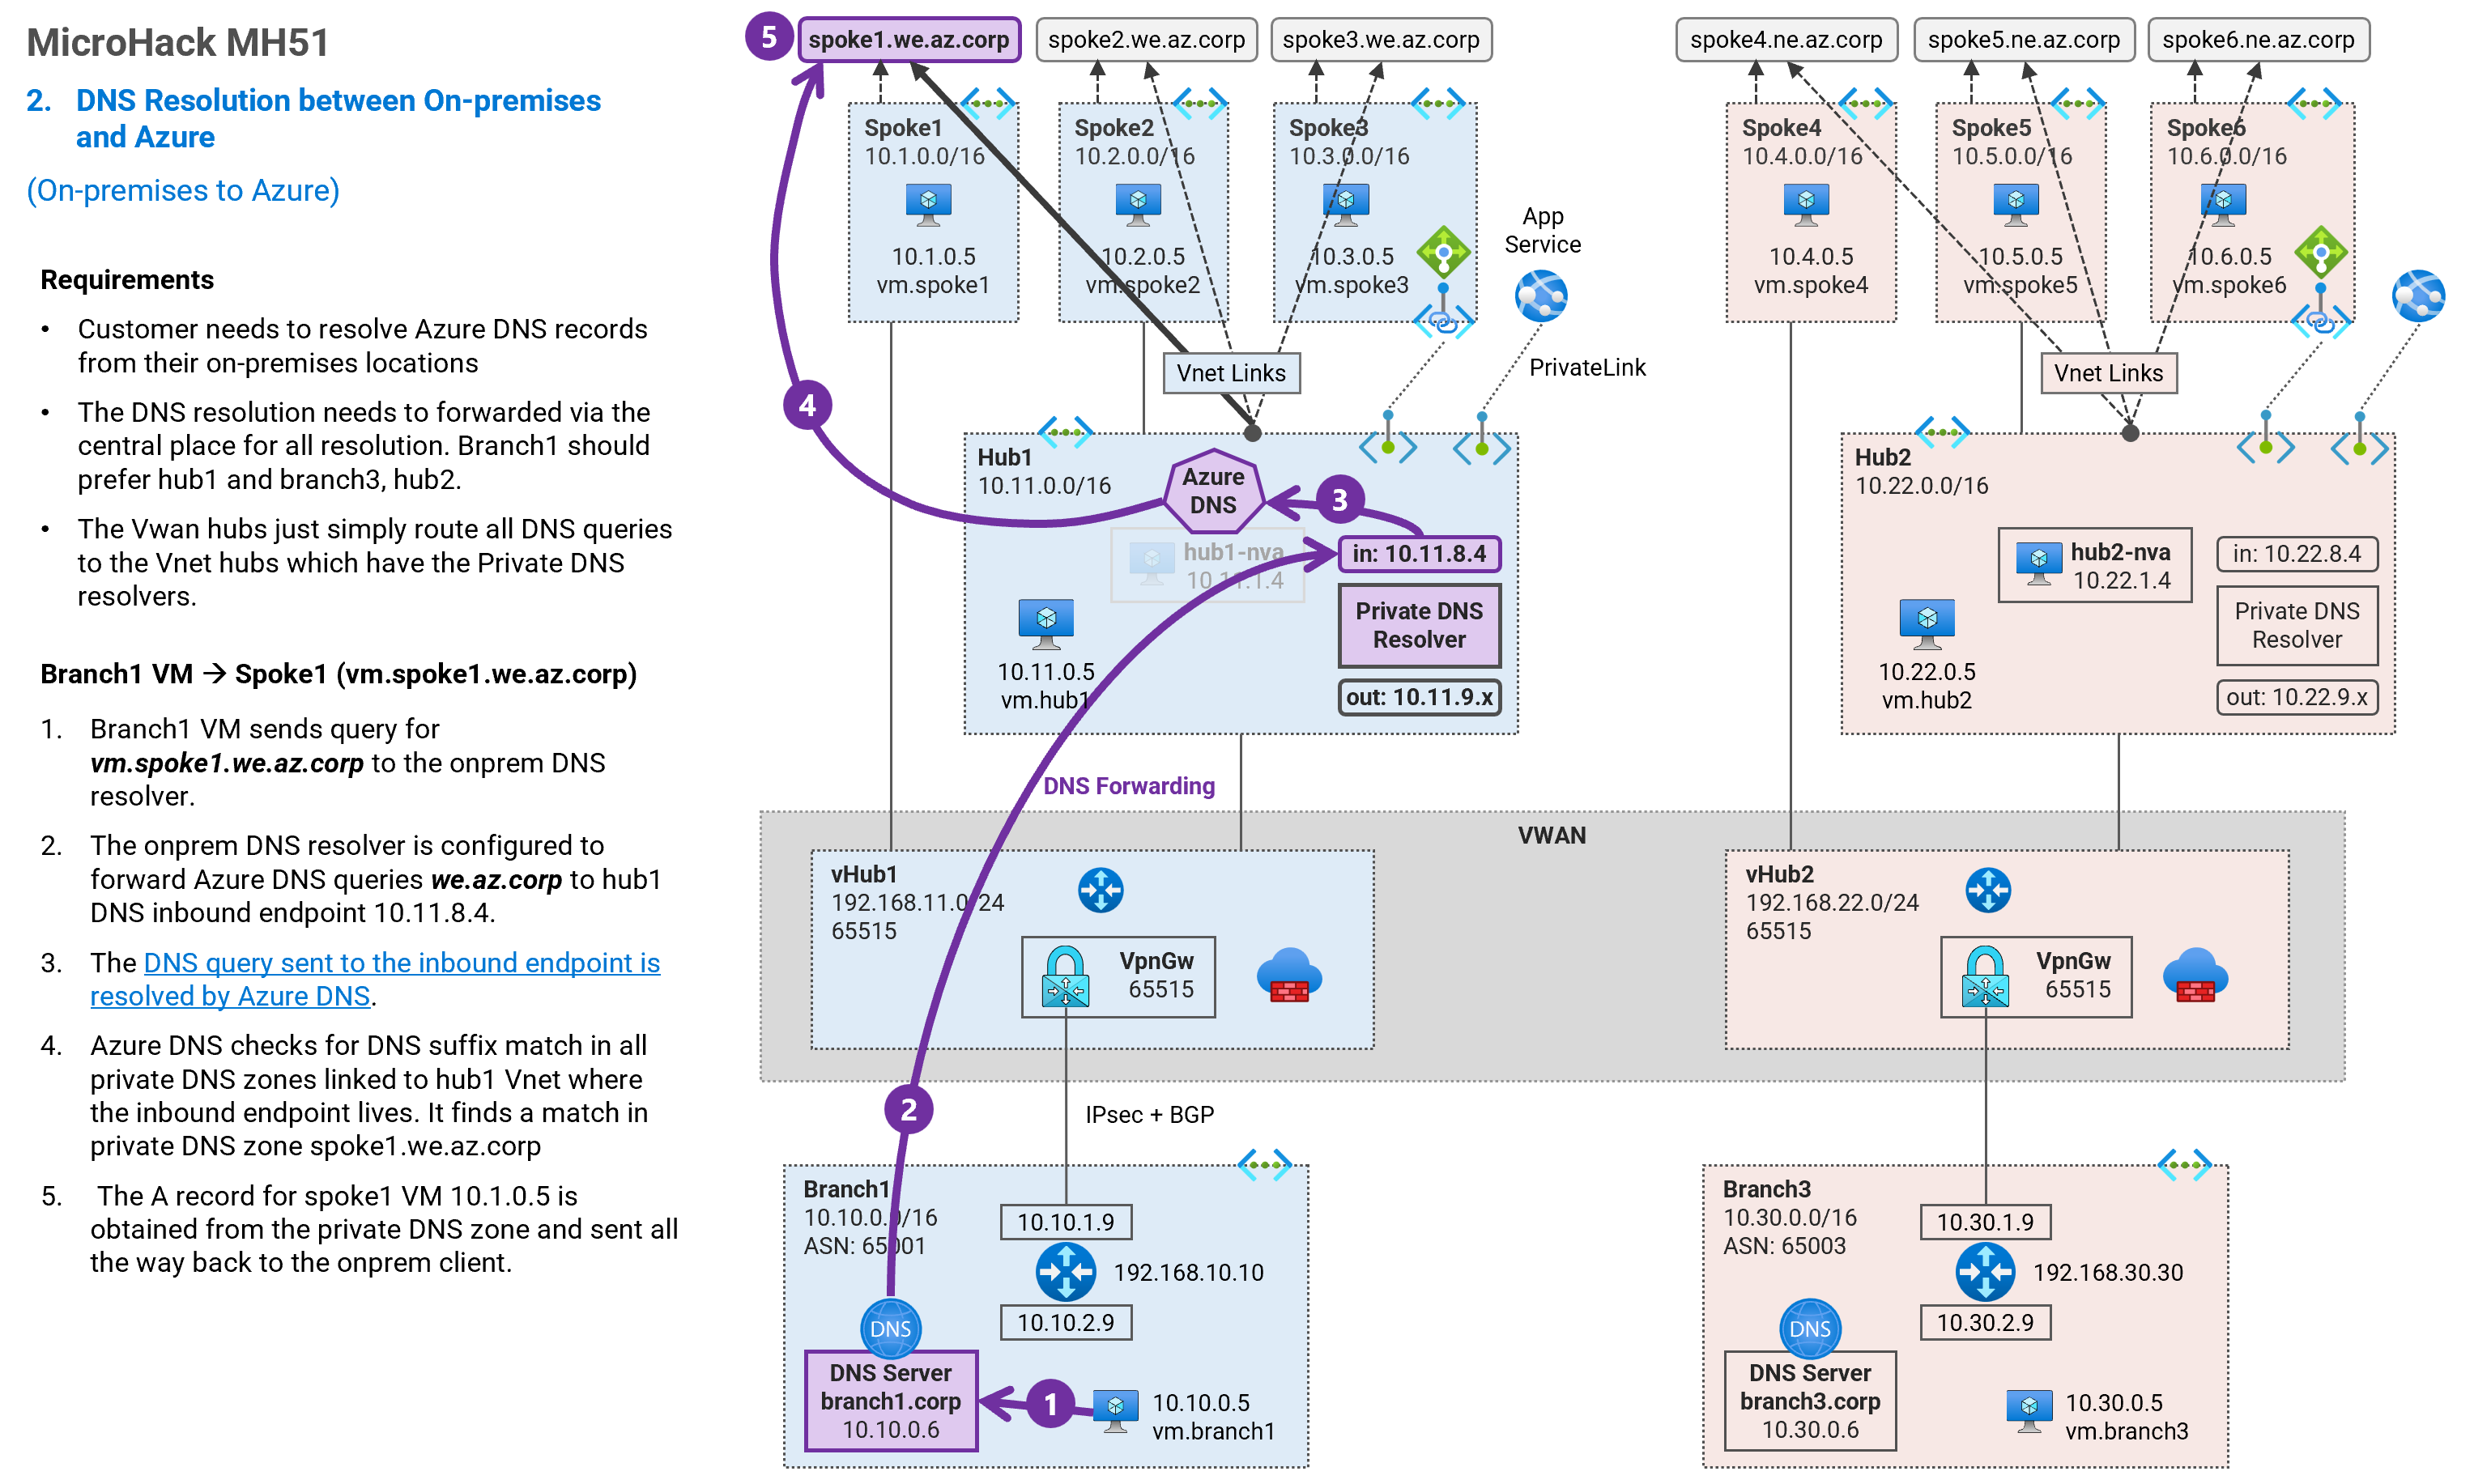 MicroHack MH51
2. DNS Resolution between On-premises
and Azure
(On-premises to Azure)
Requirements
• Customer needs to resolve Azure DNS records
from their on-premises locations
• The DNS resolution needs to forwarded via the
central place for all resolution. Branch1 should
prefer hub1 and branch3, hub2.
• The Vwan hubs just simply route all DNS queries
to the Vnet hubs which have the Private DNS
resolvers.
Branch1 VM → Spoke1 (vm.spoke1.we.az.corp)
1. Branch1 VM sends query for
vm.spoke1.we.az.corp to the onprem DNS
resolver.
2. The onprem DNS resolver is configured to
forward Azure DNS queries we.az.corp to hub1
DNS inbound endpoint 10.11.8.4.
3. The DNS query sent to the inbound endpoint is
resolved by Azure DNS.
4. Azure DNS checks for DNS suffix match in all
private DNS zones linked to hub1 Vnet where
the inbound endpoint lives. It finds a match in
private DNS zone spoke1.we.az.corp
5. The A record for spoke1 VM 10.1.0.5 is
obtained from the private DNS zone and sent all
the way back to the onprem client.
5
spoke1.we.az.corp
spoke2.we.az.corp
spoke3.we.az.corp
spoke4.ne.az.corp
spoke5.ne.az.corp
spoke6.ne.az.corp
Spoke1
10.1.0.0/16
10.1.0.5
vm.spoke1
Spoke2
10.2.0.0/16
10.2.0.5
vm.spoke2
Spoke3
10.3.0.0/16
10.3.0.5
vm.spoke3
App
Service
PrivateLink
Spoke4
10.4.0.0/16
10.4.0.5
vm.spoke4
Spoke5
10.5.0.0/16
10.5.0.5
vm.spoke5
Spoke6
10.6.0.0/16
10.6.0.5
vm.spoke6
Vnet Links
Vnet Links
4
Hub1
10.11.0.0/16
Azure
DNS
3
hub1-nva
10.11.1.4
in: 10.11.8.4
Private DNS
Resolver
out: 10.11.9.x
10.11.0.5
vm.hub1
Hub2
10.22.0.0/16
hub2-nva
10.22.1.4
in: 10.22.8.4
Private DNS
Resolver
out: 10.22.9.x
10.22.0.5
vm.hub2
DNS Forwarding
VWAN
vHub1
192.168.11.0/24
65515
VpnGw
65515
vHub2
192.168.22.0/24
65515
VpnGw
65515
2
IPsec + BGP
Branch1
10.10.0.0/16
ASN: 65001
10.10.1.9
192.168.10.10
10.10.2.9
DNS
DNS Server
branch1.corp
10.10.0.6
1
10.10.0.5
vm.branch1
Branch3
10.30.0.0/16
ASN: 65003
10.30.1.9
192.168.30.30
10.30.2.9
DNS
DNS Server
branch3.corp
10.30.0.6
10.30.0.5
vm.branch3